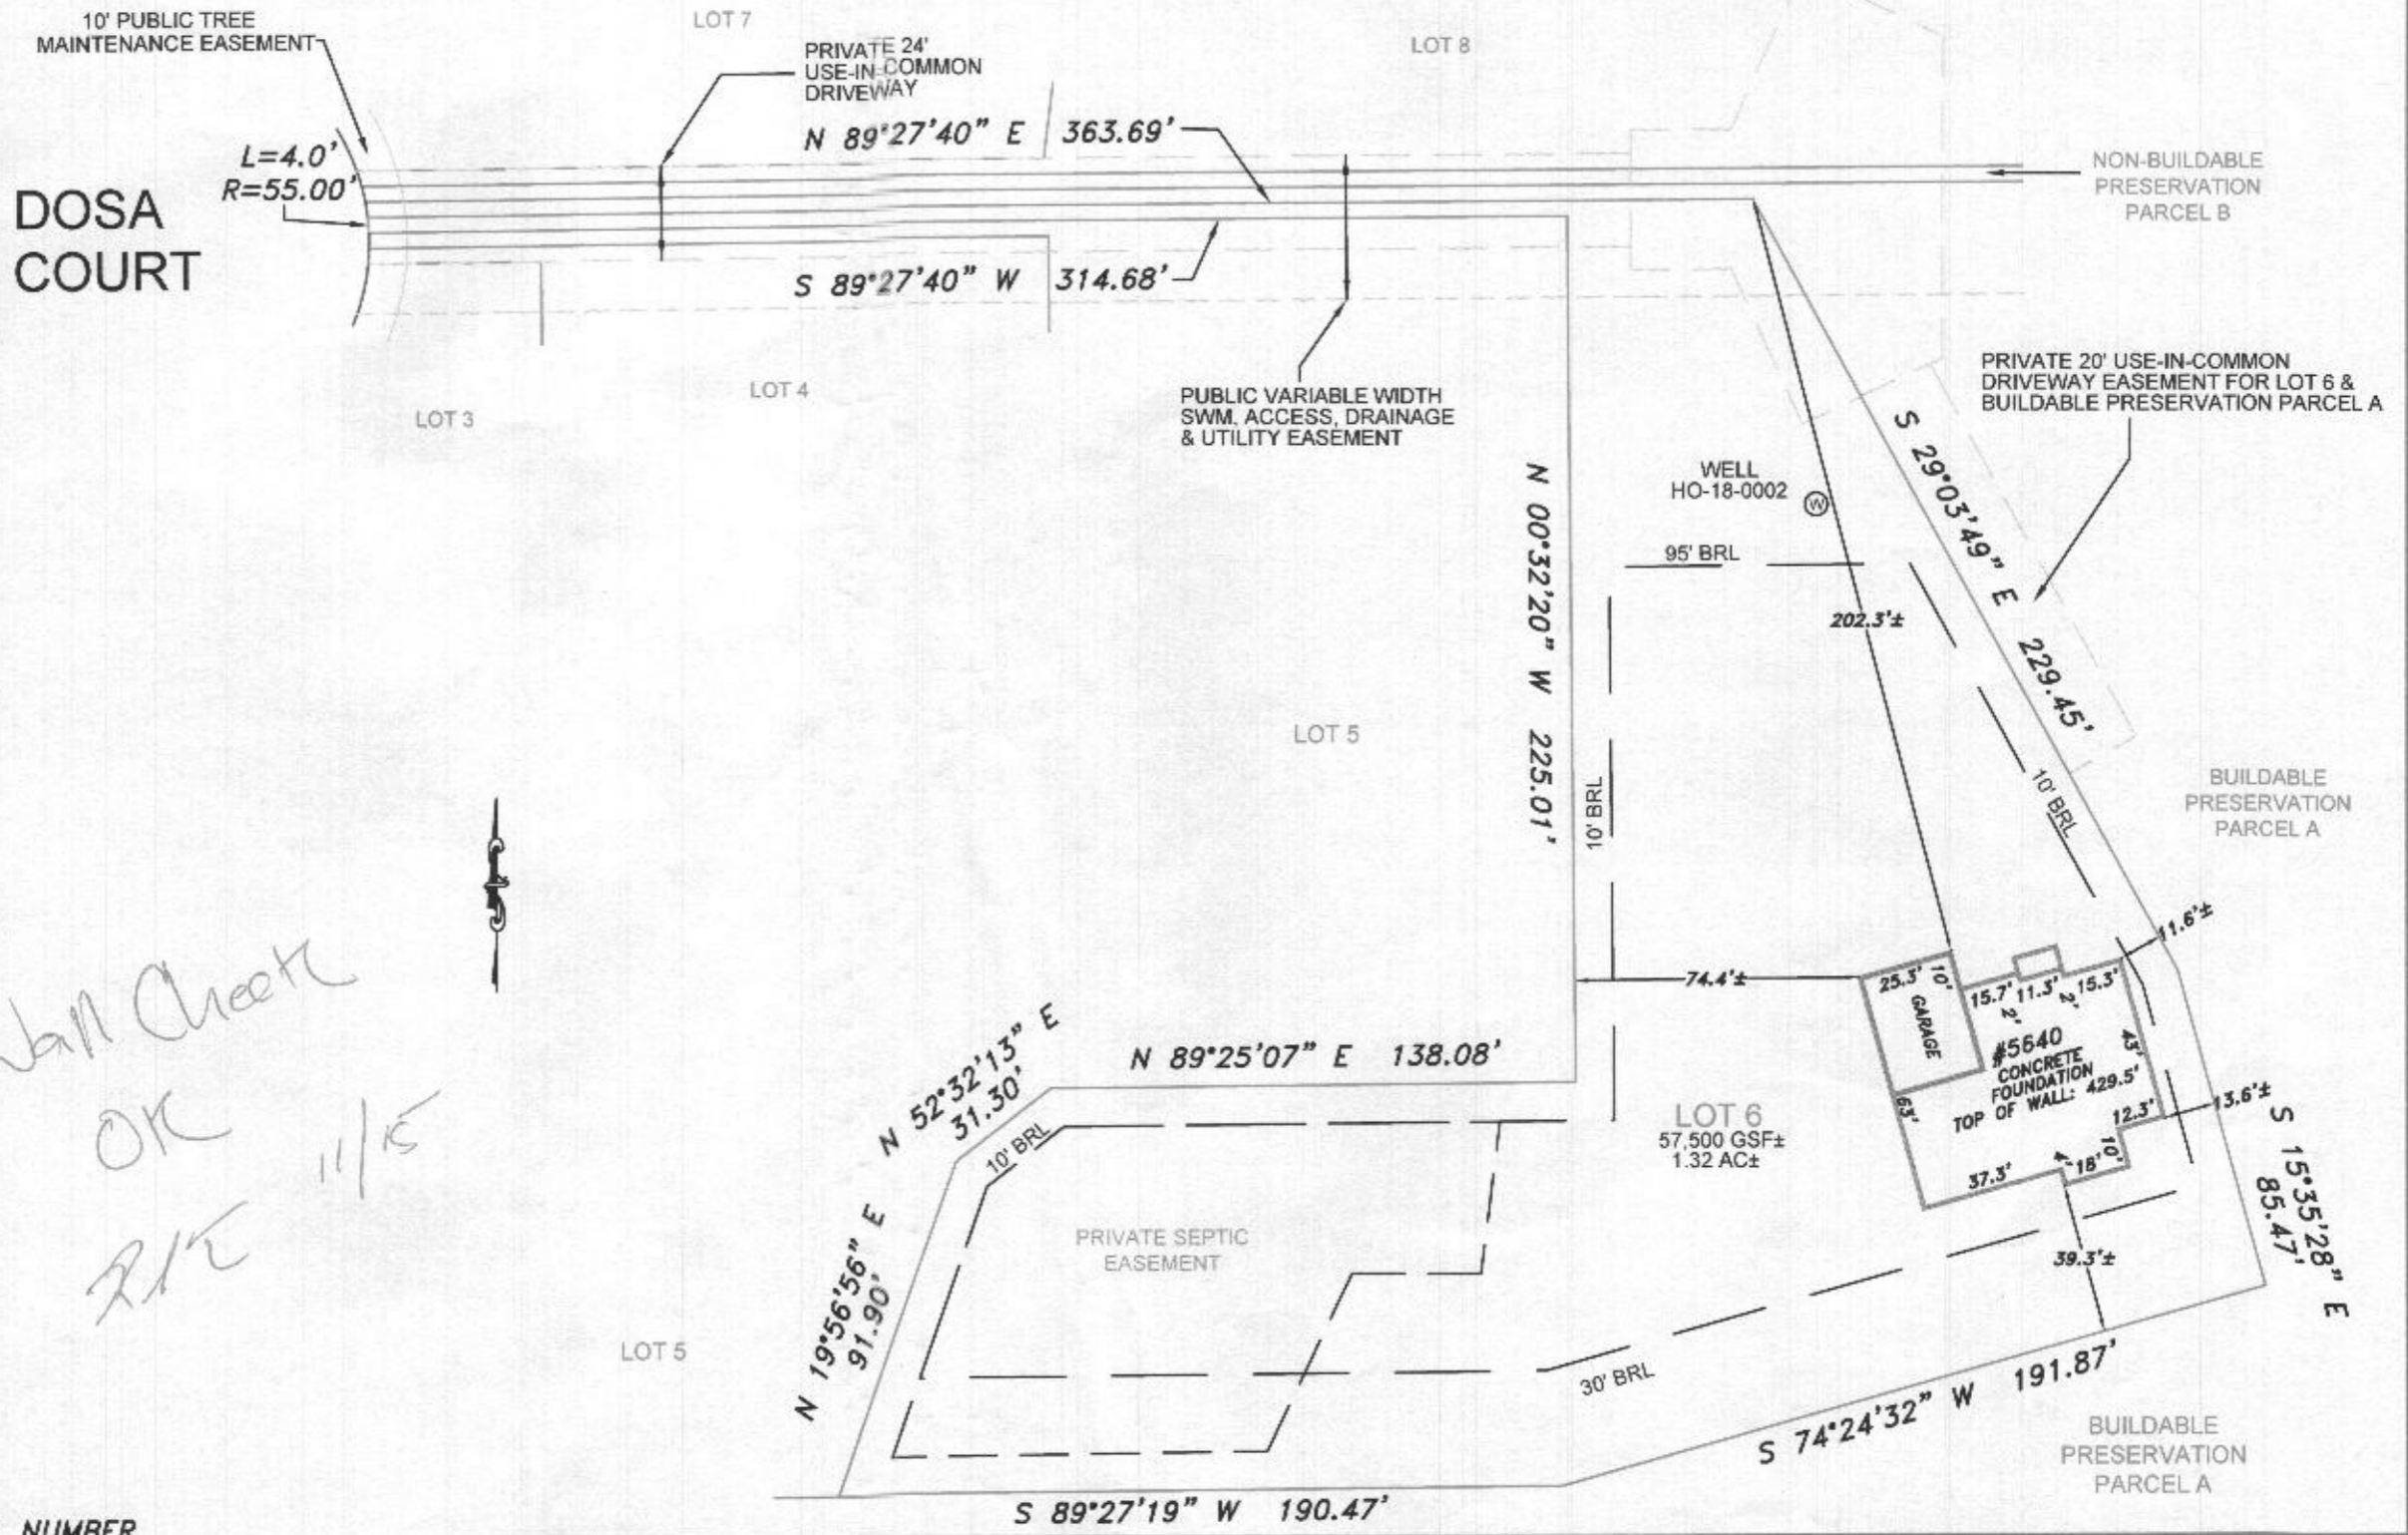 10' PUBLIC TREE
MAINTENANCE EASEMENT
LOT 7
PRIVATE 24'
USE-IN-COMMON
DRIVEWAY
LOT 8
N 89°27'40" E 363.69'
L=4.0'
R=55.00'
DOSA
COURT
NON-BUILDABLE
PRESERVATION
PARCEL B
S 89°27'40" W 314.68'
LOT 3
LOT 4
PUBLIC VARIABLE WIDTH
SWM, ACCESS, DRAINAGE
& UTILITY EASEMENT
PRIVATE 20' USE-IN-COMMON
DRIVEWAY EASEMENT FOR LOT 6 &
BUILDABLE PRESERVATION PARCEL A
WELL
HO-18-0002
W
S 29°03'49" E 229.45'
N 00°32'20" W 225.01'
95' BRL
202.3'±
LOT 5
10' BRL
10' BRL
BUILDABLE
PRESERVATION
PARCEL A
11.6'±
74.4'±
25.3'
10'
GARAGE
15.7'
2'
11.3'
2'
15.3'
#5640
CONCRETE
FOUNDATION
TOP OF WALL: 429.5'
43'
63'
12.3'
13.6'±
10'
18'
4'
37.3'
39.3'±
S 15°35'28" E
85.47'
Wall Check
OK
11/15
N 52°32'13" E
31.30'
N 89°25'07" E 138.08'
10' BRL
LOT 6
57,500 GSF±
1.32 AC±
PRIVATE SEPTIC
EASEMENT
N 19°56'56" E
91.90'
LOT 5
30' BRL
S 74°24'32" W 191.87'
BUILDABLE
PRESERVATION
PARCEL A
S 89°27'19" W 190.47'
NUMBER